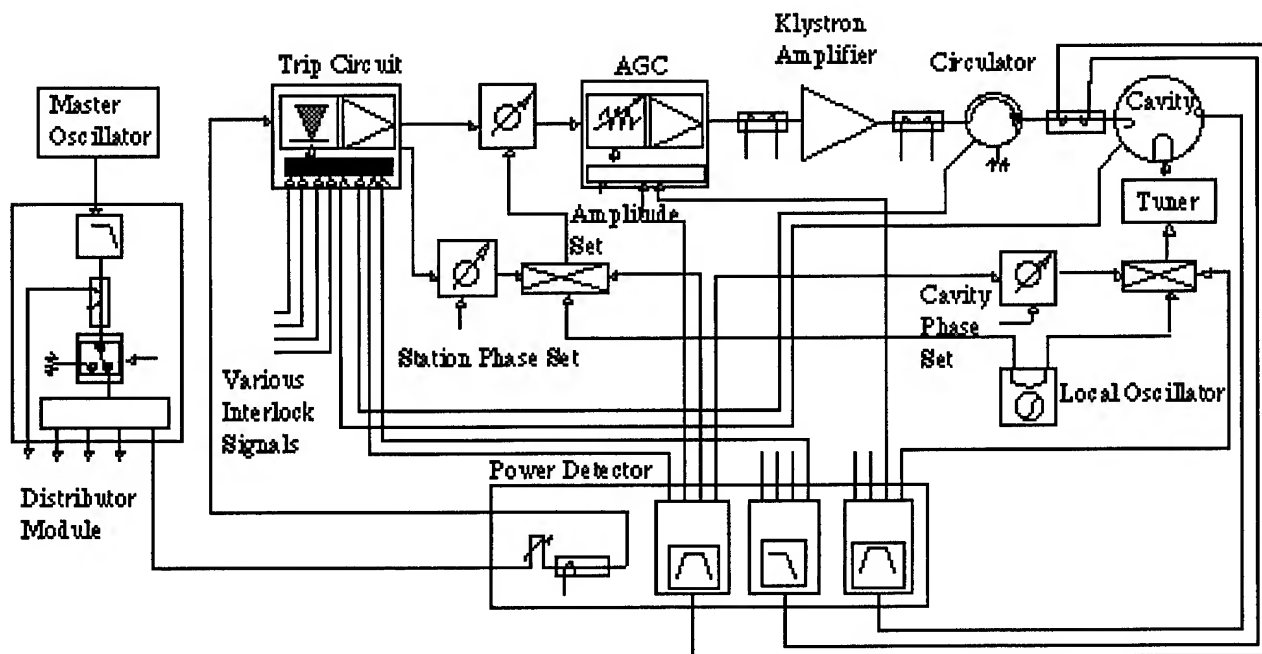 Klystron
Amplifier
Trip Circuit
AGC
Circulator
Master
Oscillator
Cavity
Tuner
Amplitude
Set
Cavity
Phase
Set
Station Phase Set
Local Oscillator
Various
Interlock
Signals
Power Detector
Distributor
Module